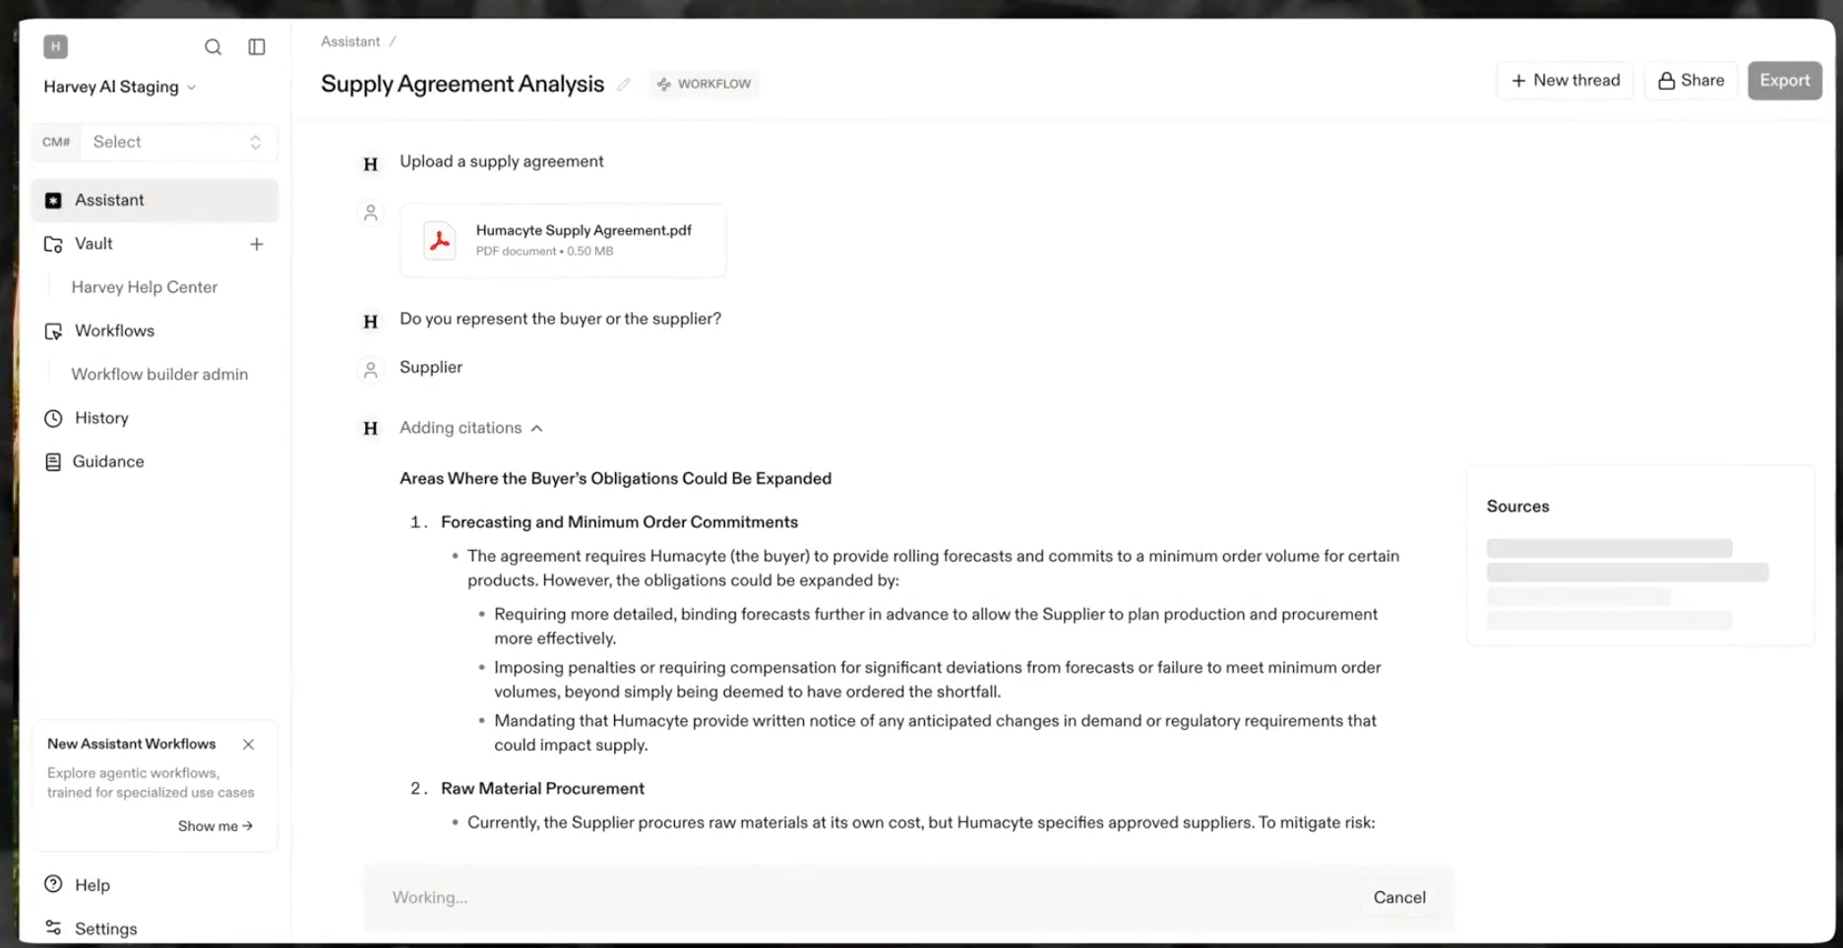 H
Harvey AI Staging
CM#
Select
Assistant
Vault
Harvey Help Center
Workflows
Workflow builder admin
History
Guidance
New Assistant Workflows
Explore agentic workflows,
trained for specialized use cases
Show me →
Help
Settings
Assistant /
Supply Agreement Analysis
WORKFLOW
+ New thread
Share
Export
H Upload a supply agreement
Humacyte Supply Agreement.pdf
PDF document • 0.50 MB
H Do you represent the buyer or the supplier?
Supplier
H Adding citations
Areas Where the Buyer’s Obligations Could Be Expanded
1. Forecasting and Minimum Order Commitments
• The agreement requires Humacyte (the buyer) to provide rolling forecasts and commits to a minimum order volume for certain
products. However, the obligations could be expanded by:
• Requiring more detailed, binding forecasts further in advance to allow the Supplier to plan production and procurement
more effectively.
• Imposing penalties or requiring compensation for significant deviations from forecasts or failure to meet minimum order
volumes, beyond simply being deemed to have ordered the shortfall.
• Mandating that Humacyte provide written notice of any anticipated changes in demand or regulatory requirements that
could impact supply.
2. Raw Material Procurement
• Currently, the Supplier procures raw materials at its own cost, but Humacyte specifies approved suppliers. To mitigate risk:
Working...
Cancel
Sources